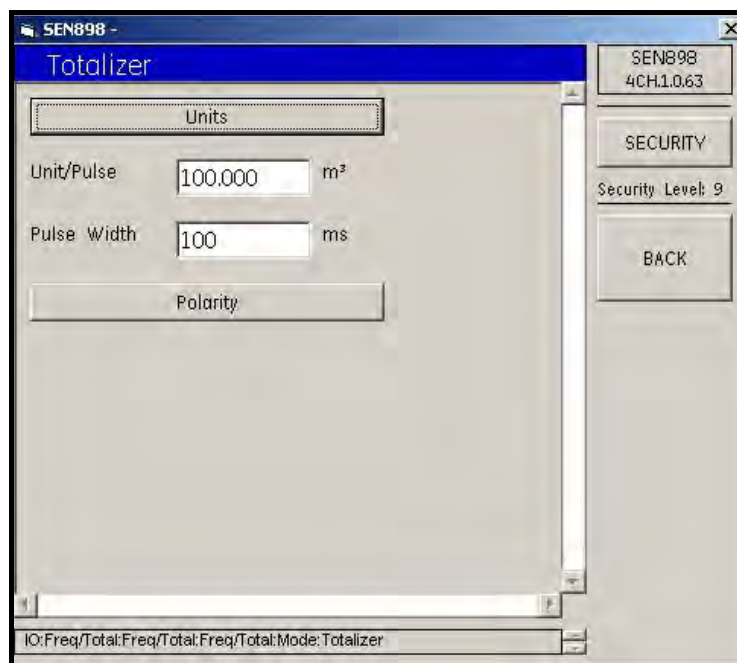 SEN898 -
Totalizer
Units
Unit/Pulse 100.000 m³
Pulse Width 100 ms
Polarity
SEN898
4CH.1.0.63
SECURITY
Security Level: 9
BACK
IO:Freq/Total:Freq/Total:Freq/Total:Mode:Totalizer